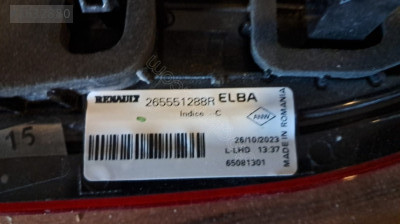 RENAULT 265551288R ELBA
Indice C
26/10/2023
L-LHD 13:37
65081301
MADE IN ROMANIA
15